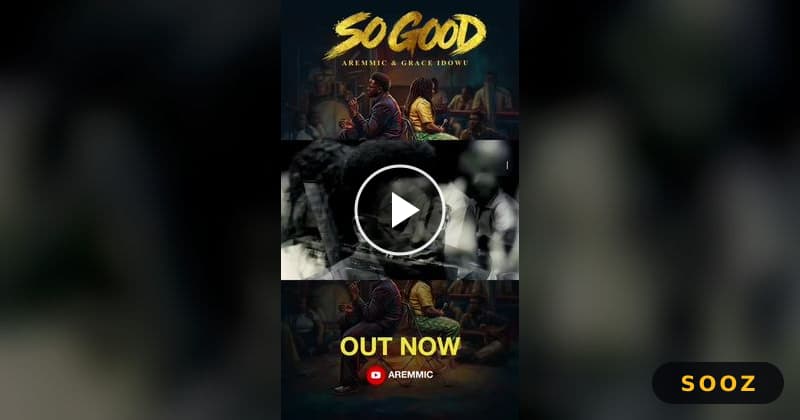 SO GOOD
AREMMIC & GRACE IDOWU
OUT NOW
AREMMIC
SOOZ